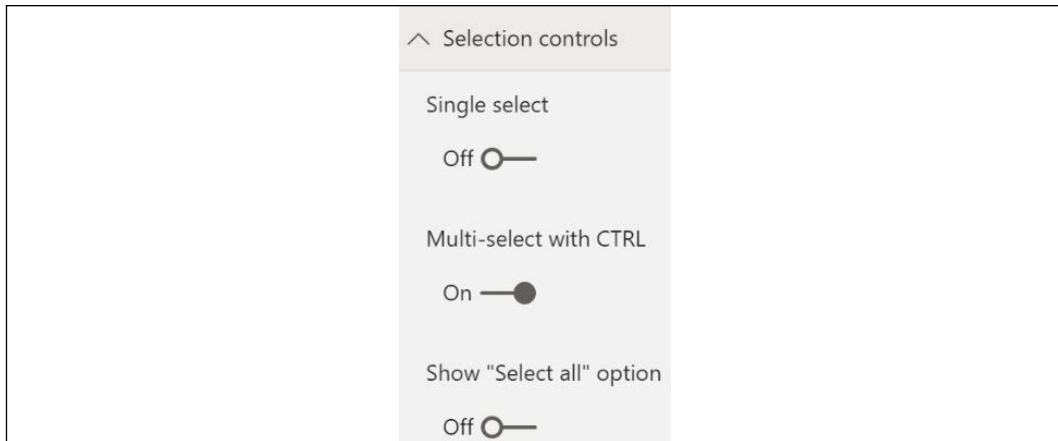 Selection controls
Single select
Off
Multi-select with CTRL
On
Show "Select all" option
Off